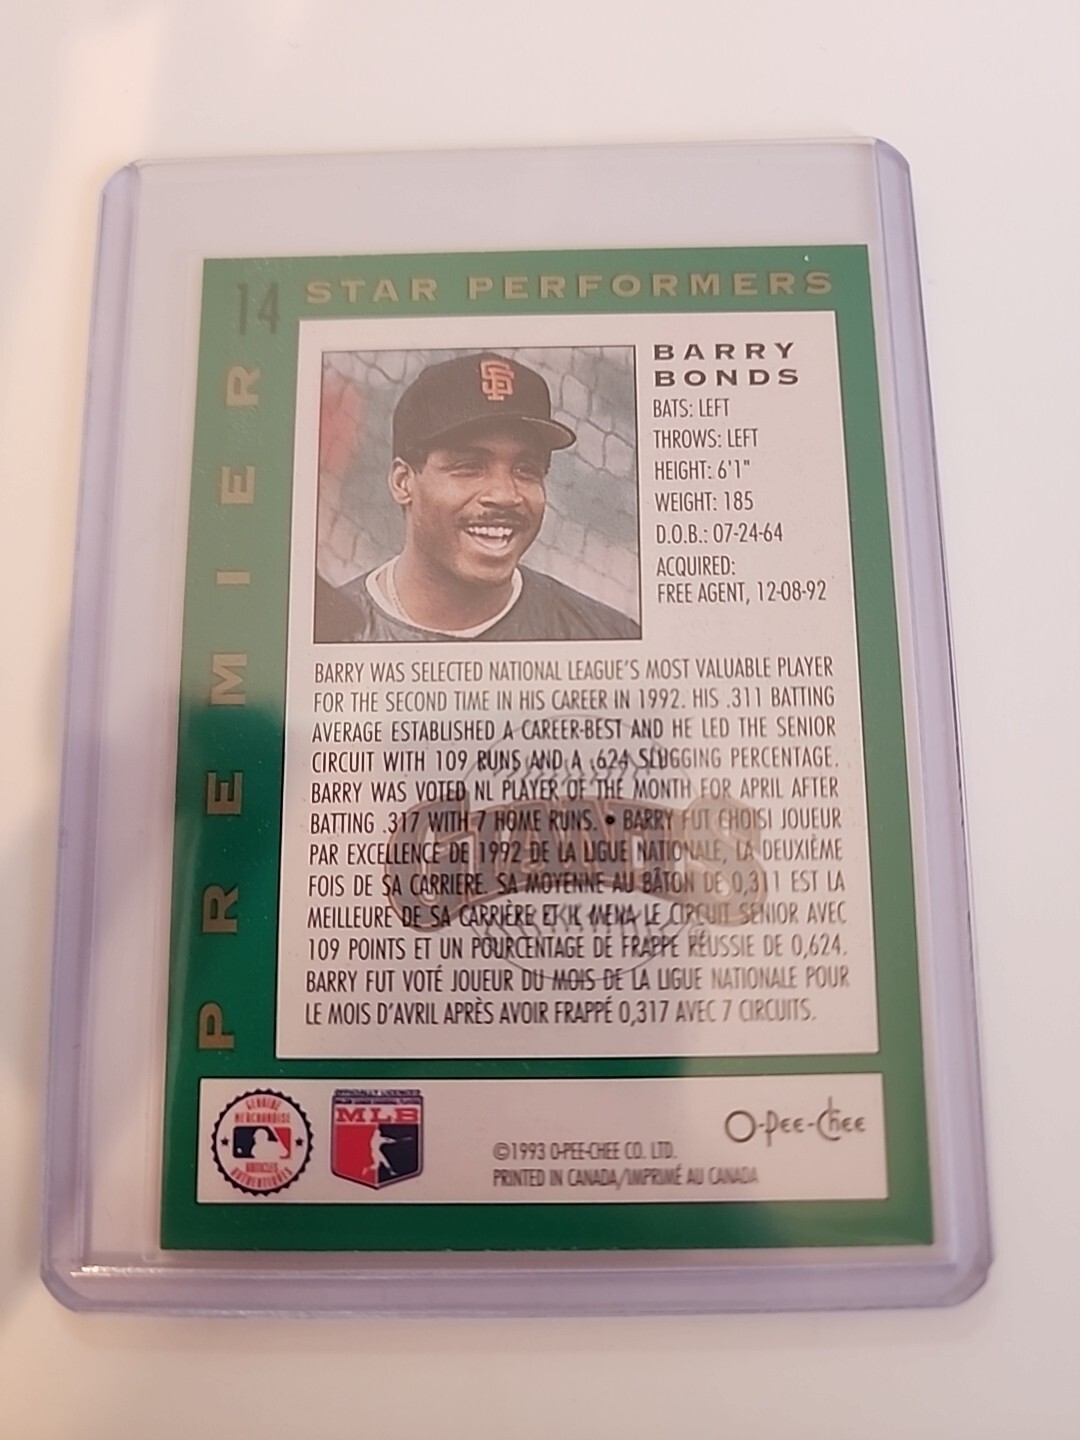 14
STAR PERFORMERS
PREMIER
SF
BARRY
BONDS
BATS: LEFT
THROWS: LEFT
HEIGHT: 6'1"
WEIGHT: 185
D.O.B.: 07-24-64
ACQUIRED:
FREE AGENT, 12-08-92
BARRY WAS SELECTED NATIONAL LEAGUE'S MOST VALUABLE PLAYER
FOR THE SECOND TIME IN HIS CAREER IN 1992. HIS .311 BATTING
AVERAGE ESTABLISHED A CAREER-BEST AND HE LED THE SENIOR
CIRCUIT WITH 109 RUNS AND A .624 SLUGGING PERCENTAGE.
BARRY WAS VOTED NL PLAYER OF THE MONTH FOR APRIL AFTER
BATTING .317 WITH 7 HOME RUNS. • BARRY FUT CHOISI JOUEUR
PAR EXCELLENCE DE 1992 DE LA LIGUE NATIONALE, LA DEUXIÈME
FOIS DE SA CARRIERE. SA MOYENNE AU BÂTON DE 0,311 EST LA
MEILLEURE DE SA CARRIÈRE ET IL MENA LE CIRCUIT SENIOR AVEC
109 POINTS ET UN POURCENTAGE DE FRAPPE RÉUSSIE DE 0,624.
BARRY FUT VOTÉ JOUEUR DU MOIS DE LA LIGUE NATIONALE POUR
LE MOIS D'AVRIL APRÈS AVOIR FRAPPÉ 0,317 AVEC 7 CIRCUITS.
GIANTS
GENUINE
MERCHANDISE
ARTICLES
AUTHENTIQUES
MLB
©1993 O-PEE-CHEE CO. LTD.
PRINTED IN CANADA/IMPRIMÉ AU CANADA
O-Pee-Chee